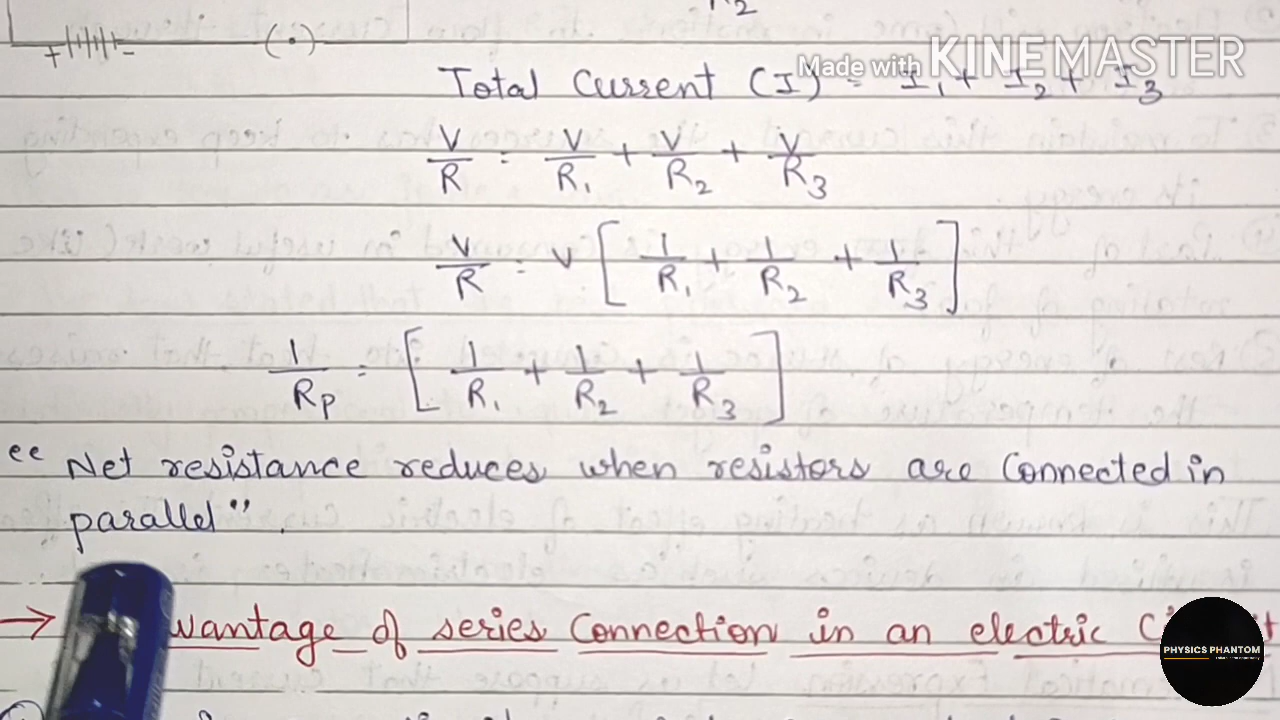 R2
+ -
Made with KINEMASTER
Total Current (I) = I1 + I2 + I3
V/R = V/R1 + V/R2 + V/R3
V/R = V [ 1/R1 + 1/R2 + 1/R3 ]
1/RP = [ 1/R1 + 1/R2 + 1/R3 ]
“ Net resistance reduces when resistors are Connected in
parallel”.
→ wantage of series Connection in an electric
PHYSICS PHANTOM